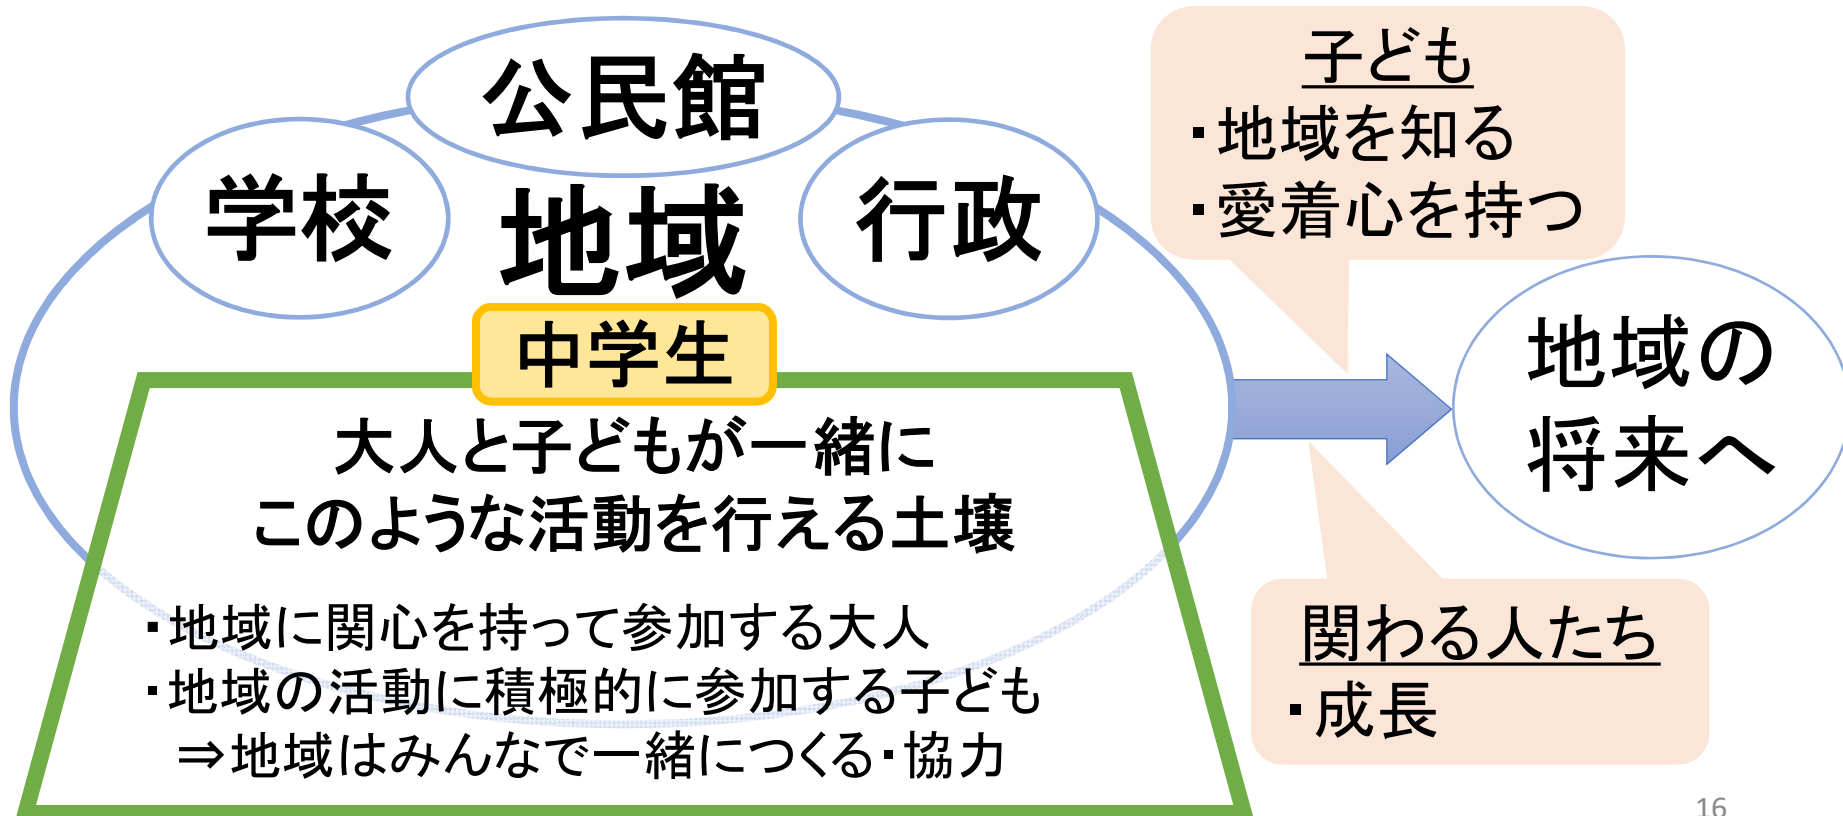 公民館
学校
地域
行政
中学生
大人と子どもが一緒に
このような活動を行える土壌
・地域に関心を持って参加する大人
・地域の活動に積極的に参加する子ども
⇒地域はみんなで一緒につくる・協力
子ども
・地域を知る
・愛着心を持つ
地域の
将来へ
関わる人たち
・成長
16